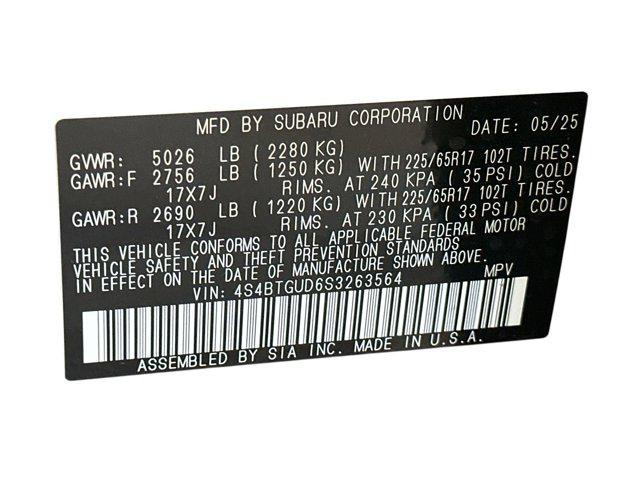 MFD BY SUBARU CORPORATION DATE: 05/25
GVWR: 5026 LB ( 2280 KG)
GAWR:F 2756 LB ( 1250 KG) WITH 225/65R17 102T TIRES.
17X7J RIMS. AT 240 KPA ( 35 PSI) COLD
GAWR:R 2690 LB ( 1220 KG) WITH 225/65R17 102T TIRES.
17X7J RIMS. AT 230 KPA ( 33 PSI) COLD
THIS VEHICLE CONFORMS TO ALL APPLICABLE FEDERAL MOTOR
VEHICLE SAFETY AND THEFT PREVENTION STANDARDS
IN EFFECT ON THE DATE OF MANUFACTURE SHOWN ABOVE.
VIN: 4S4BTGUD6S3263564 MPV
ASSEMBLED BY SIA INC. MADE IN U.S.A.